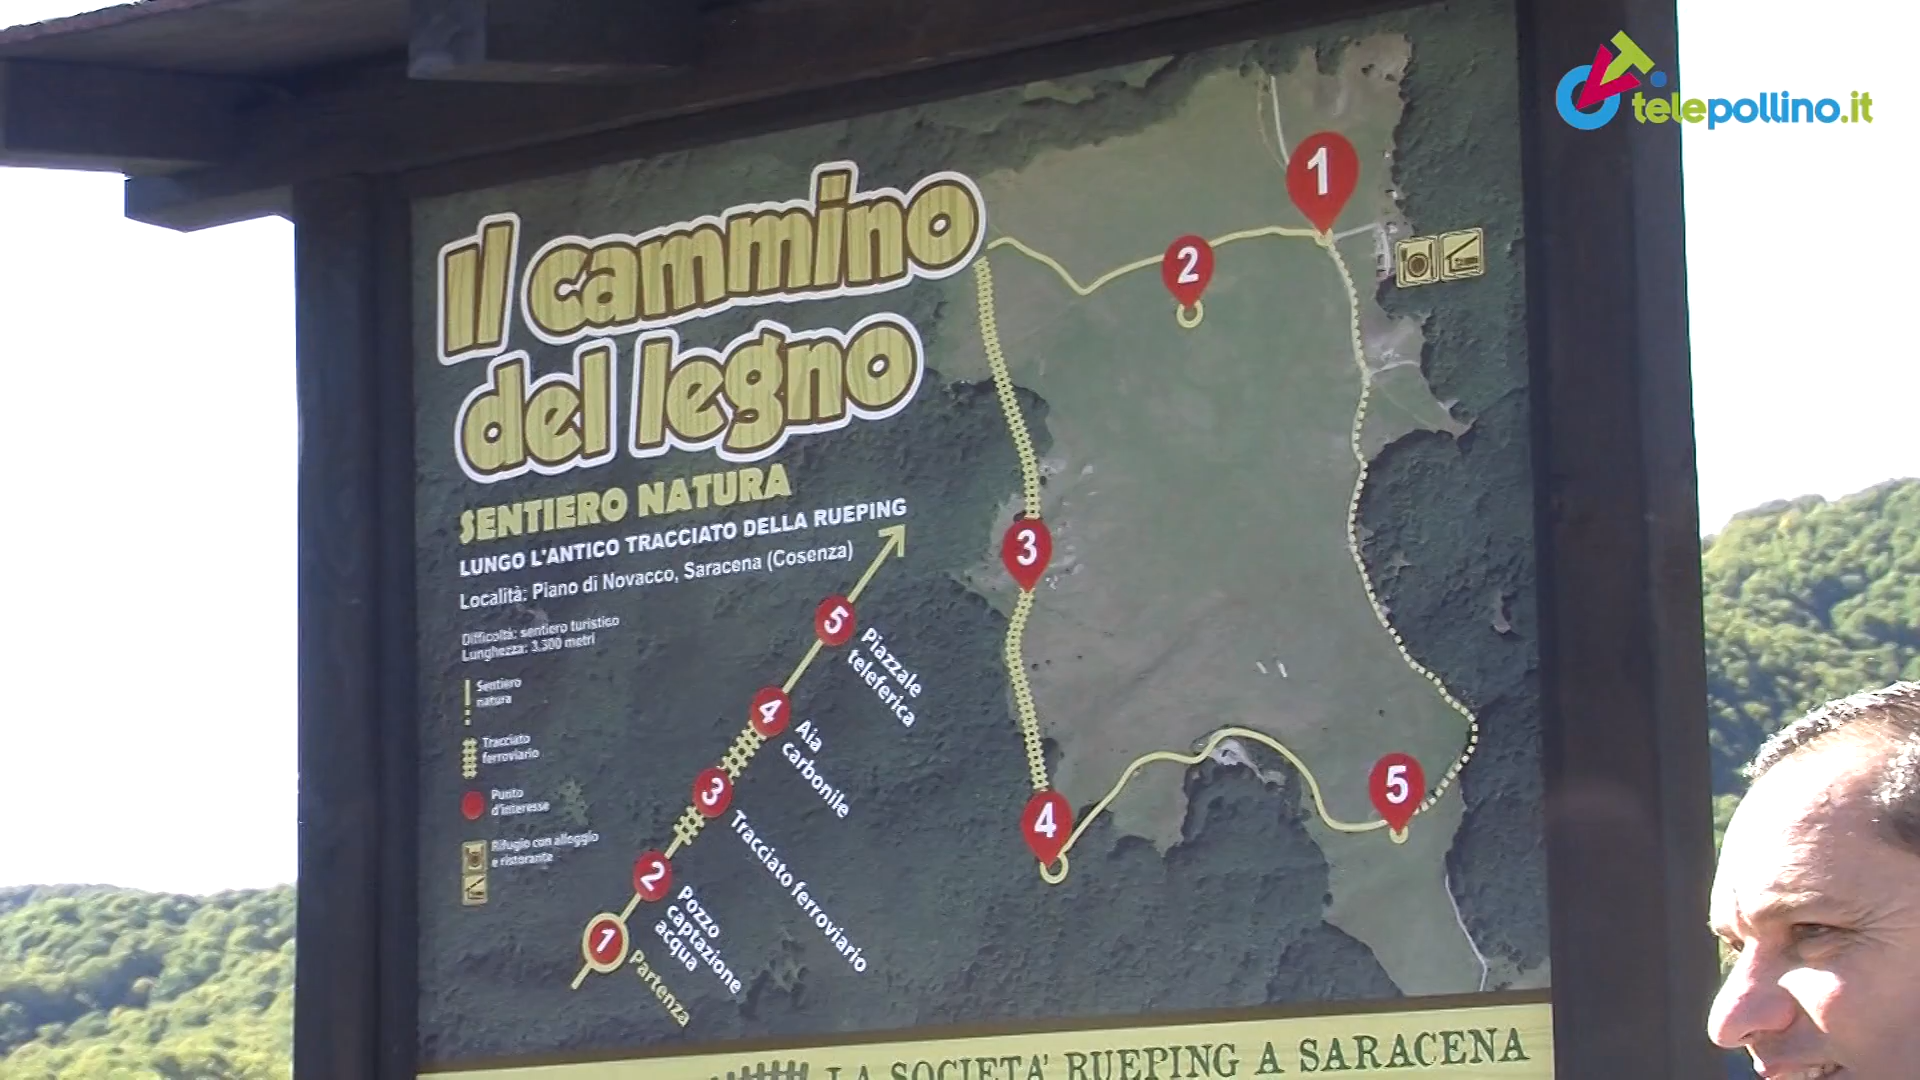 telepollino.it
Il cammino
del legno
SENTIERO NATURA
LUNGO L'ANTICO TRACCIATO DELLA RUEPING
Località: Piano di Novacco, Saracena (Cosenza)
Difficoltà: sentiero turistico
Lunghezza: 3.300 metri
Sentiero
natura
Tracciato
ferroviario
Punto
d'interesse
Rifugio con alloggio
e ristorante
1
Partenza
2
Pozzo
captazione
acqua
3
Tracciato ferroviario
4
Aia
carbonile
5
Piazzale
teleferica
1
2
3
4
5
LA SOCIETA' RUEPING A SARACENA